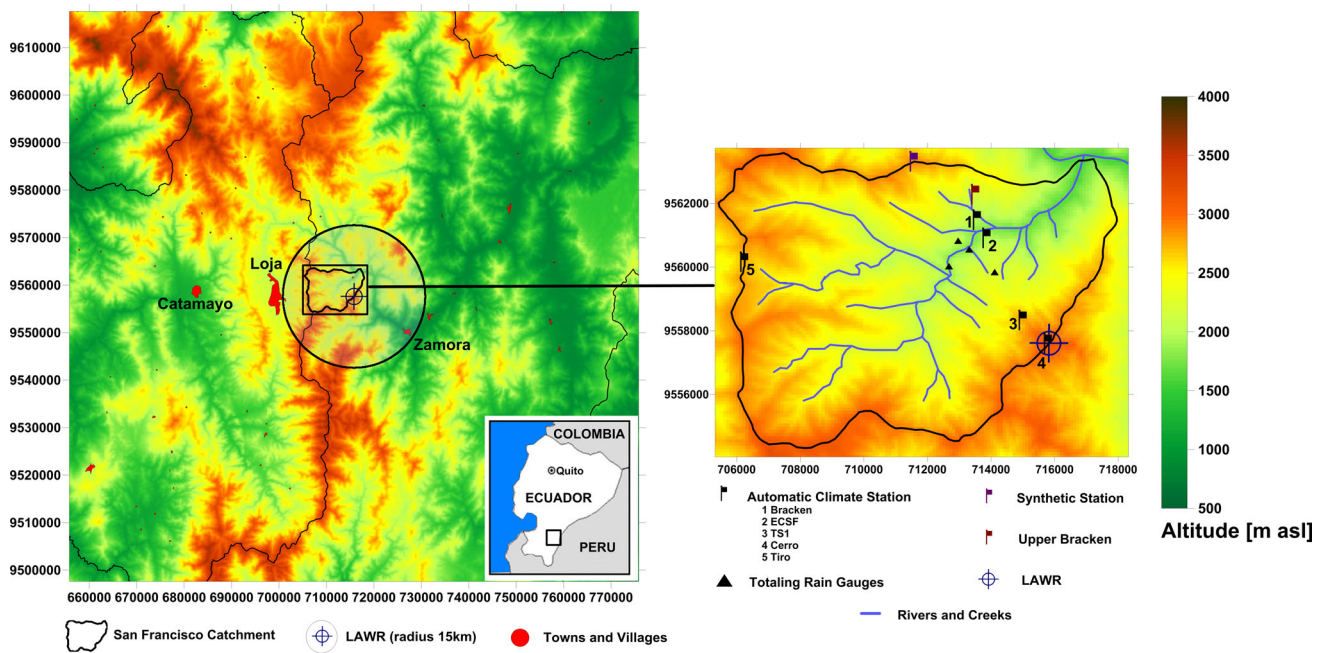 9610000
9600000
9590000
9580000
9570000
9560000
9550000
9540000
9530000
9520000
9510000
9500000
Loja
Catamayo
Zamora
COLOMBIA
Quito
ECUADOR
PERU
660000 670000 680000 690000 700000 710000 720000 730000 740000 750000 760000 770000
San Francisco Catchment
LAWR (radius 15km)
Towns and Villages
9562000
9560000
9558000
9556000
1
2
5
3
4
706000 708000 710000 712000 714000 716000 718000
Automatic Climate Station
1 Bracken
2 ECSF
3 TS1
4 Cerro
5 Tiro
Synthetic Station
Upper Bracken
Totaling Rain Gauges
LAWR
Rivers and Creeks
4000
3500
3000
2500
2000
1500
1000
500
Altitude [m asl]